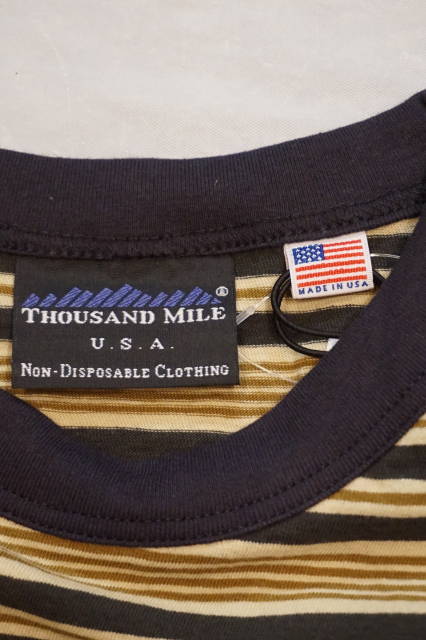 THOUSAND MILE ®
U.S.A.
NON-DISPOSABLE CLOTHING
MADE IN USA